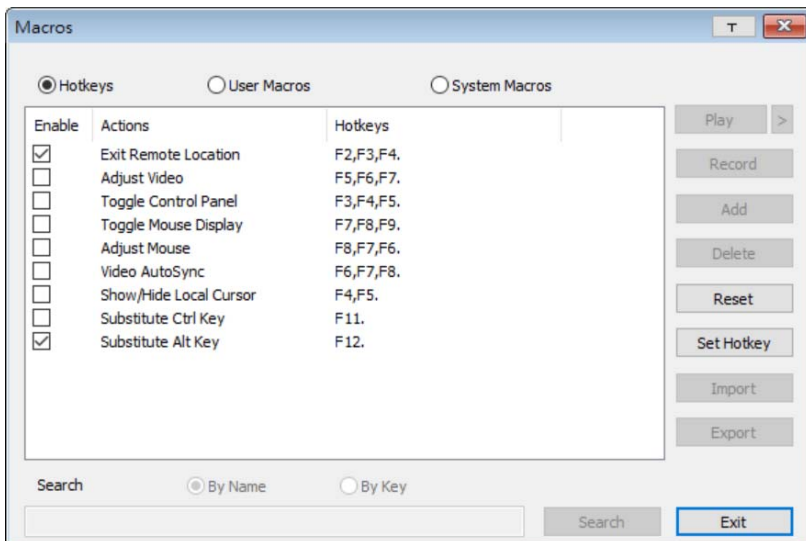 Macros T
Hotkeys User Macros System Macros
Enable Actions Hotkeys Play >
Exit Remote Location F2,F3,F4.
Adjust Video F5,F6,F7. Record
Toggle Control Panel F3,F4,F5.
Toggle Mouse Display F7,F8,F9. Add
Adjust Mouse F8,F7,F6. Delete
Video AutoSync F6,F7,F8.
Show/Hide Local Cursor F4,F5. Reset
Substitute Ctrl Key F11.
Substitute Alt Key F12. Set Hotkey
Import
Export
Search By Name By Key
Search Exit